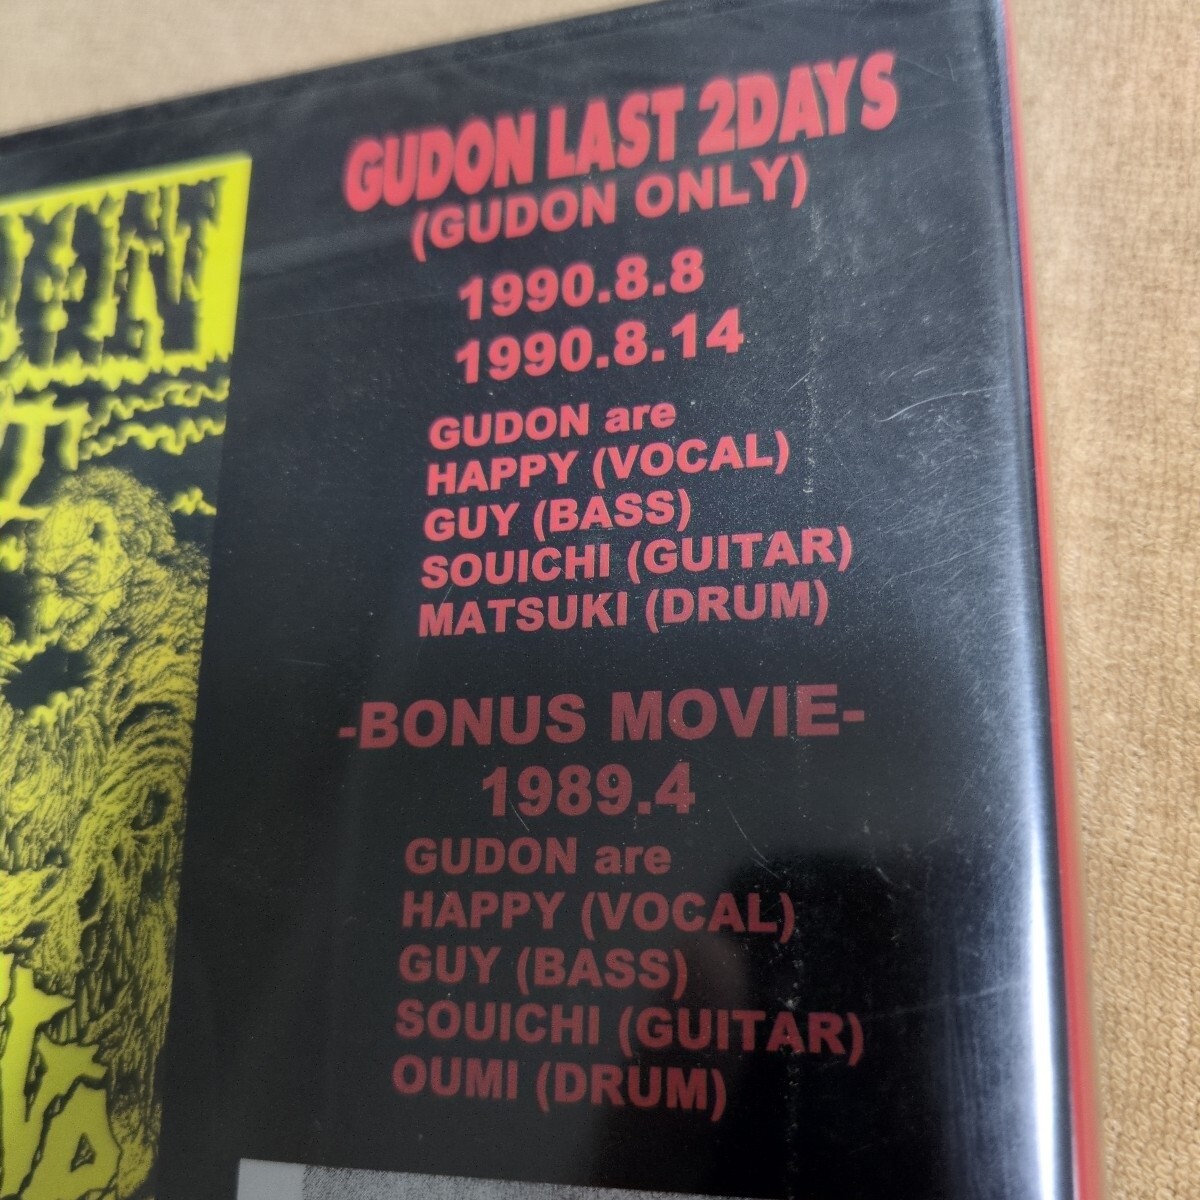 GUDON LAST 2DAYS
(GUDON ONLY)
1990.8.8
1990.8.14
GUDON are
HAPPY (VOCAL)
GUY (BASS)
SOUICHI (GUITAR)
MATSUKI (DRUM)
-BONUS MOVIE-
1989.4
GUDON are
HAPPY (VOCAL)
GUY (BASS)
SOUICHI (GUITAR)
OUMI (DRUM)